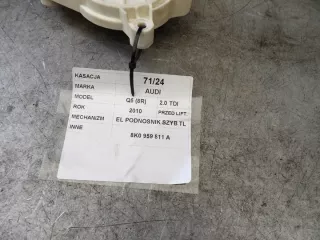 KASACJA 71/24
MARKA AUDI
MODEL Q5 (8R) 2.0 TDI
ROK 2010 PRZED LIFT
MECHANIZM EL PODNOSNIK SZYB TL
INNE 8K0 959 811 A